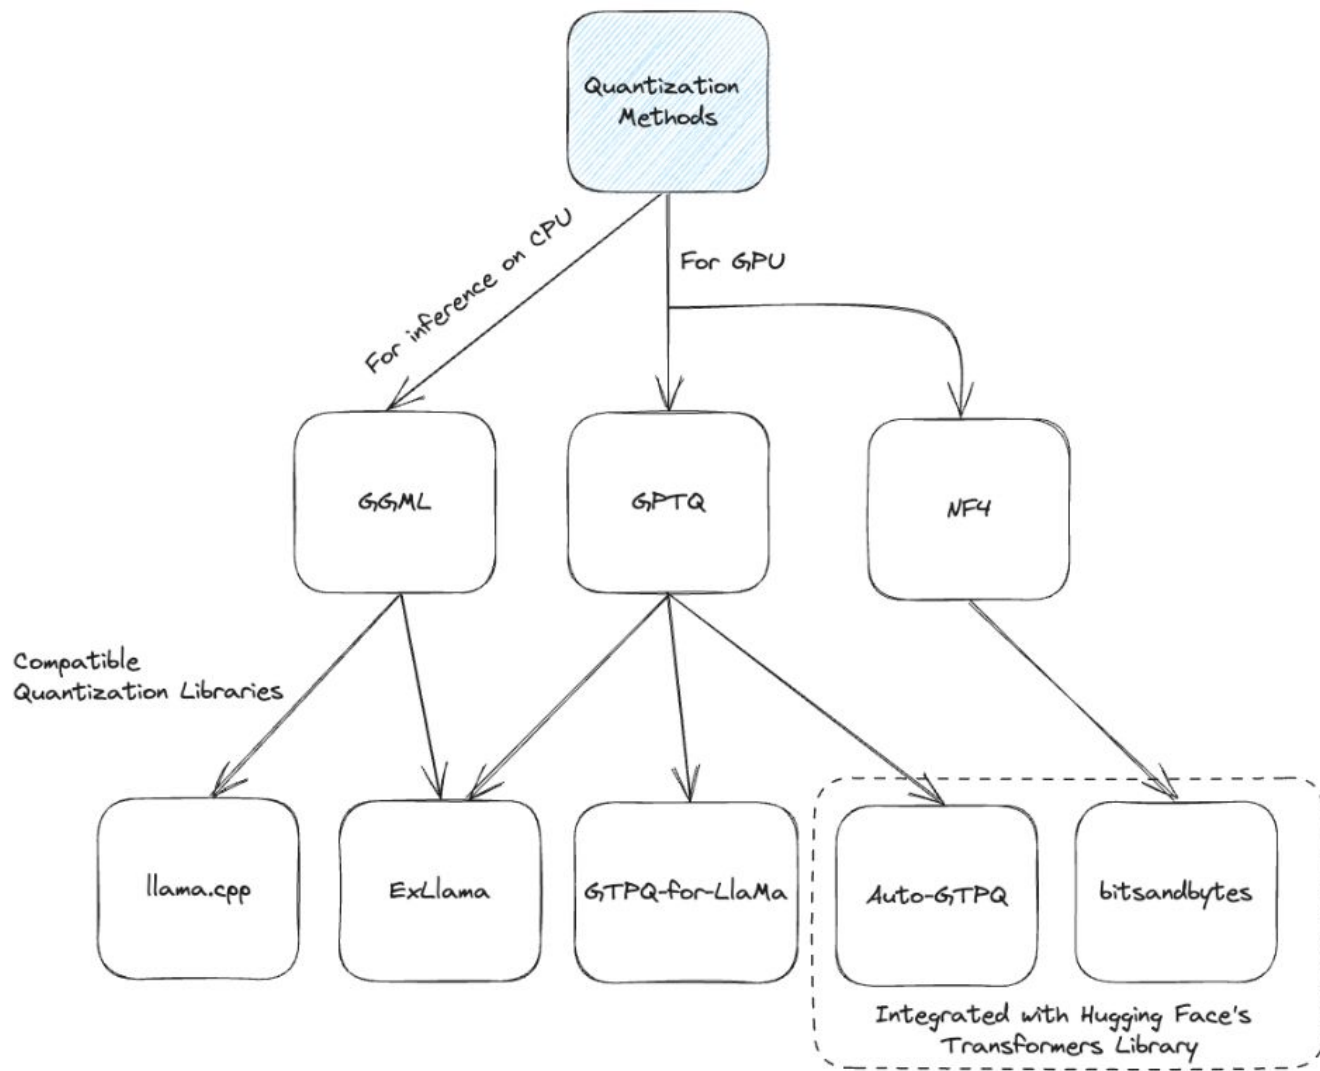 Quantization
Methods
For inference on CPU
For GPU
GGML
GPTQ
NF4
Compatible
Quantization Libraries
llama.cpp
ExLlama
GTPQ-for-LlaMa
Auto-GTPQ
bitsandbytes
Integrated with Hugging Face's
Transformers Library